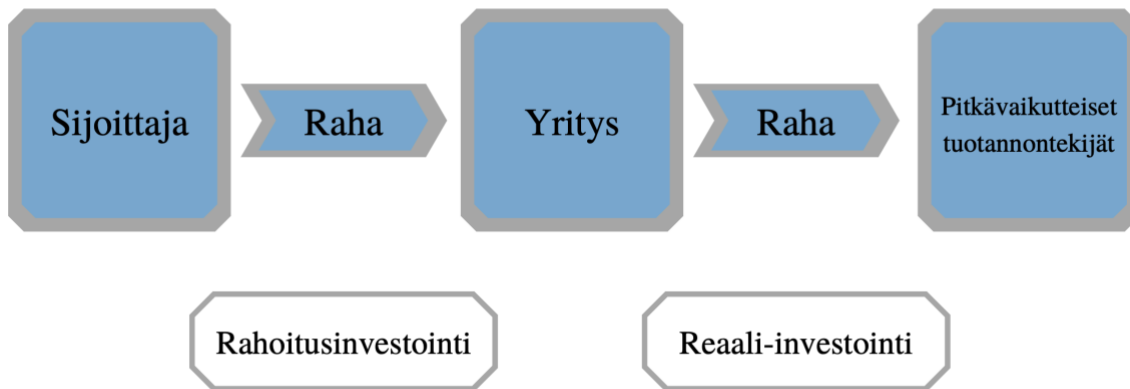 Sijoittaja
Raha
Yritys
Raha
Pitkävaikutteiset
tuotannontekijät
Rahoitusinvestointi
Reaali-investointi